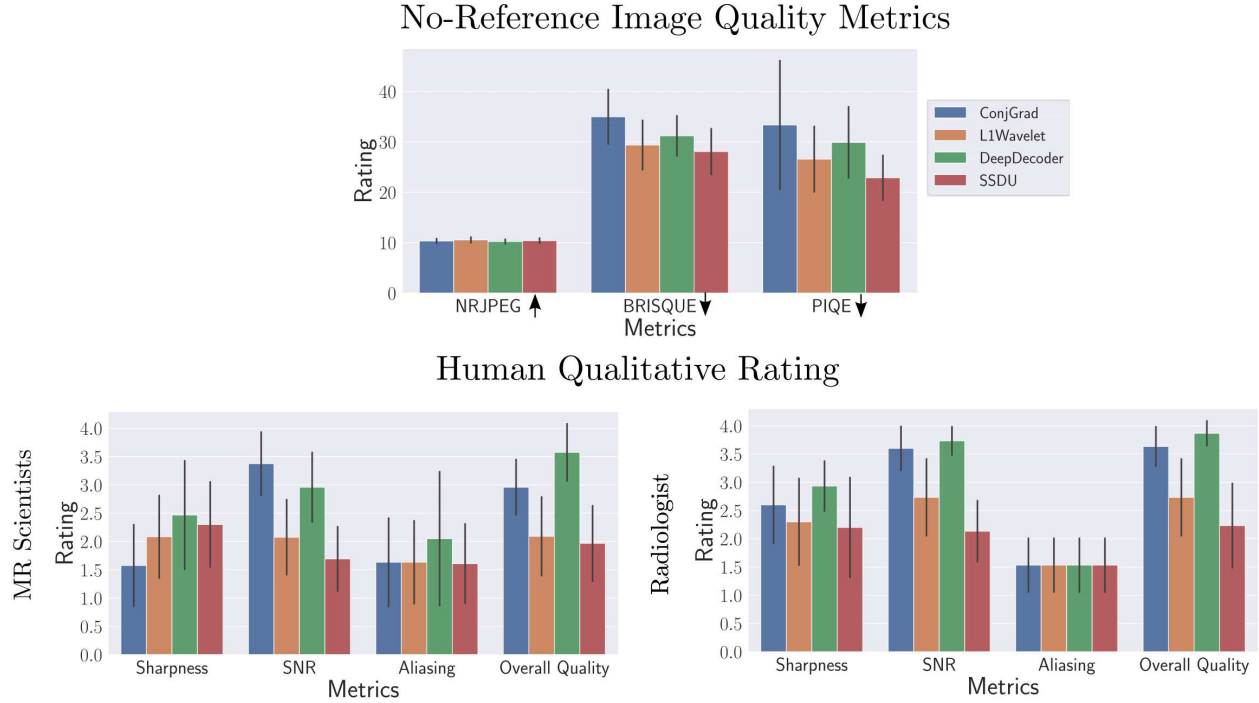 No-Reference Image Quality Metrics
Rating
40
30
20
10
0
NRJPEG
BRISQUE
PIQE
Metrics
ConjGrad
L1Wavelet
DeepDecoder
SSDU
Human Qualitative Rating
MR Scientists
Rating
4.0
3.5
3.0
2.5
2.0
1.5
1.0
0.5
0.0
Sharpness
SNR
Aliasing
Overall Quality
Metrics
Radiologist
Rating
4.0
3.5
3.0
2.5
2.0
1.5
1.0
0.5
0.0
Sharpness
SNR
Aliasing
Overall Quality
Metrics